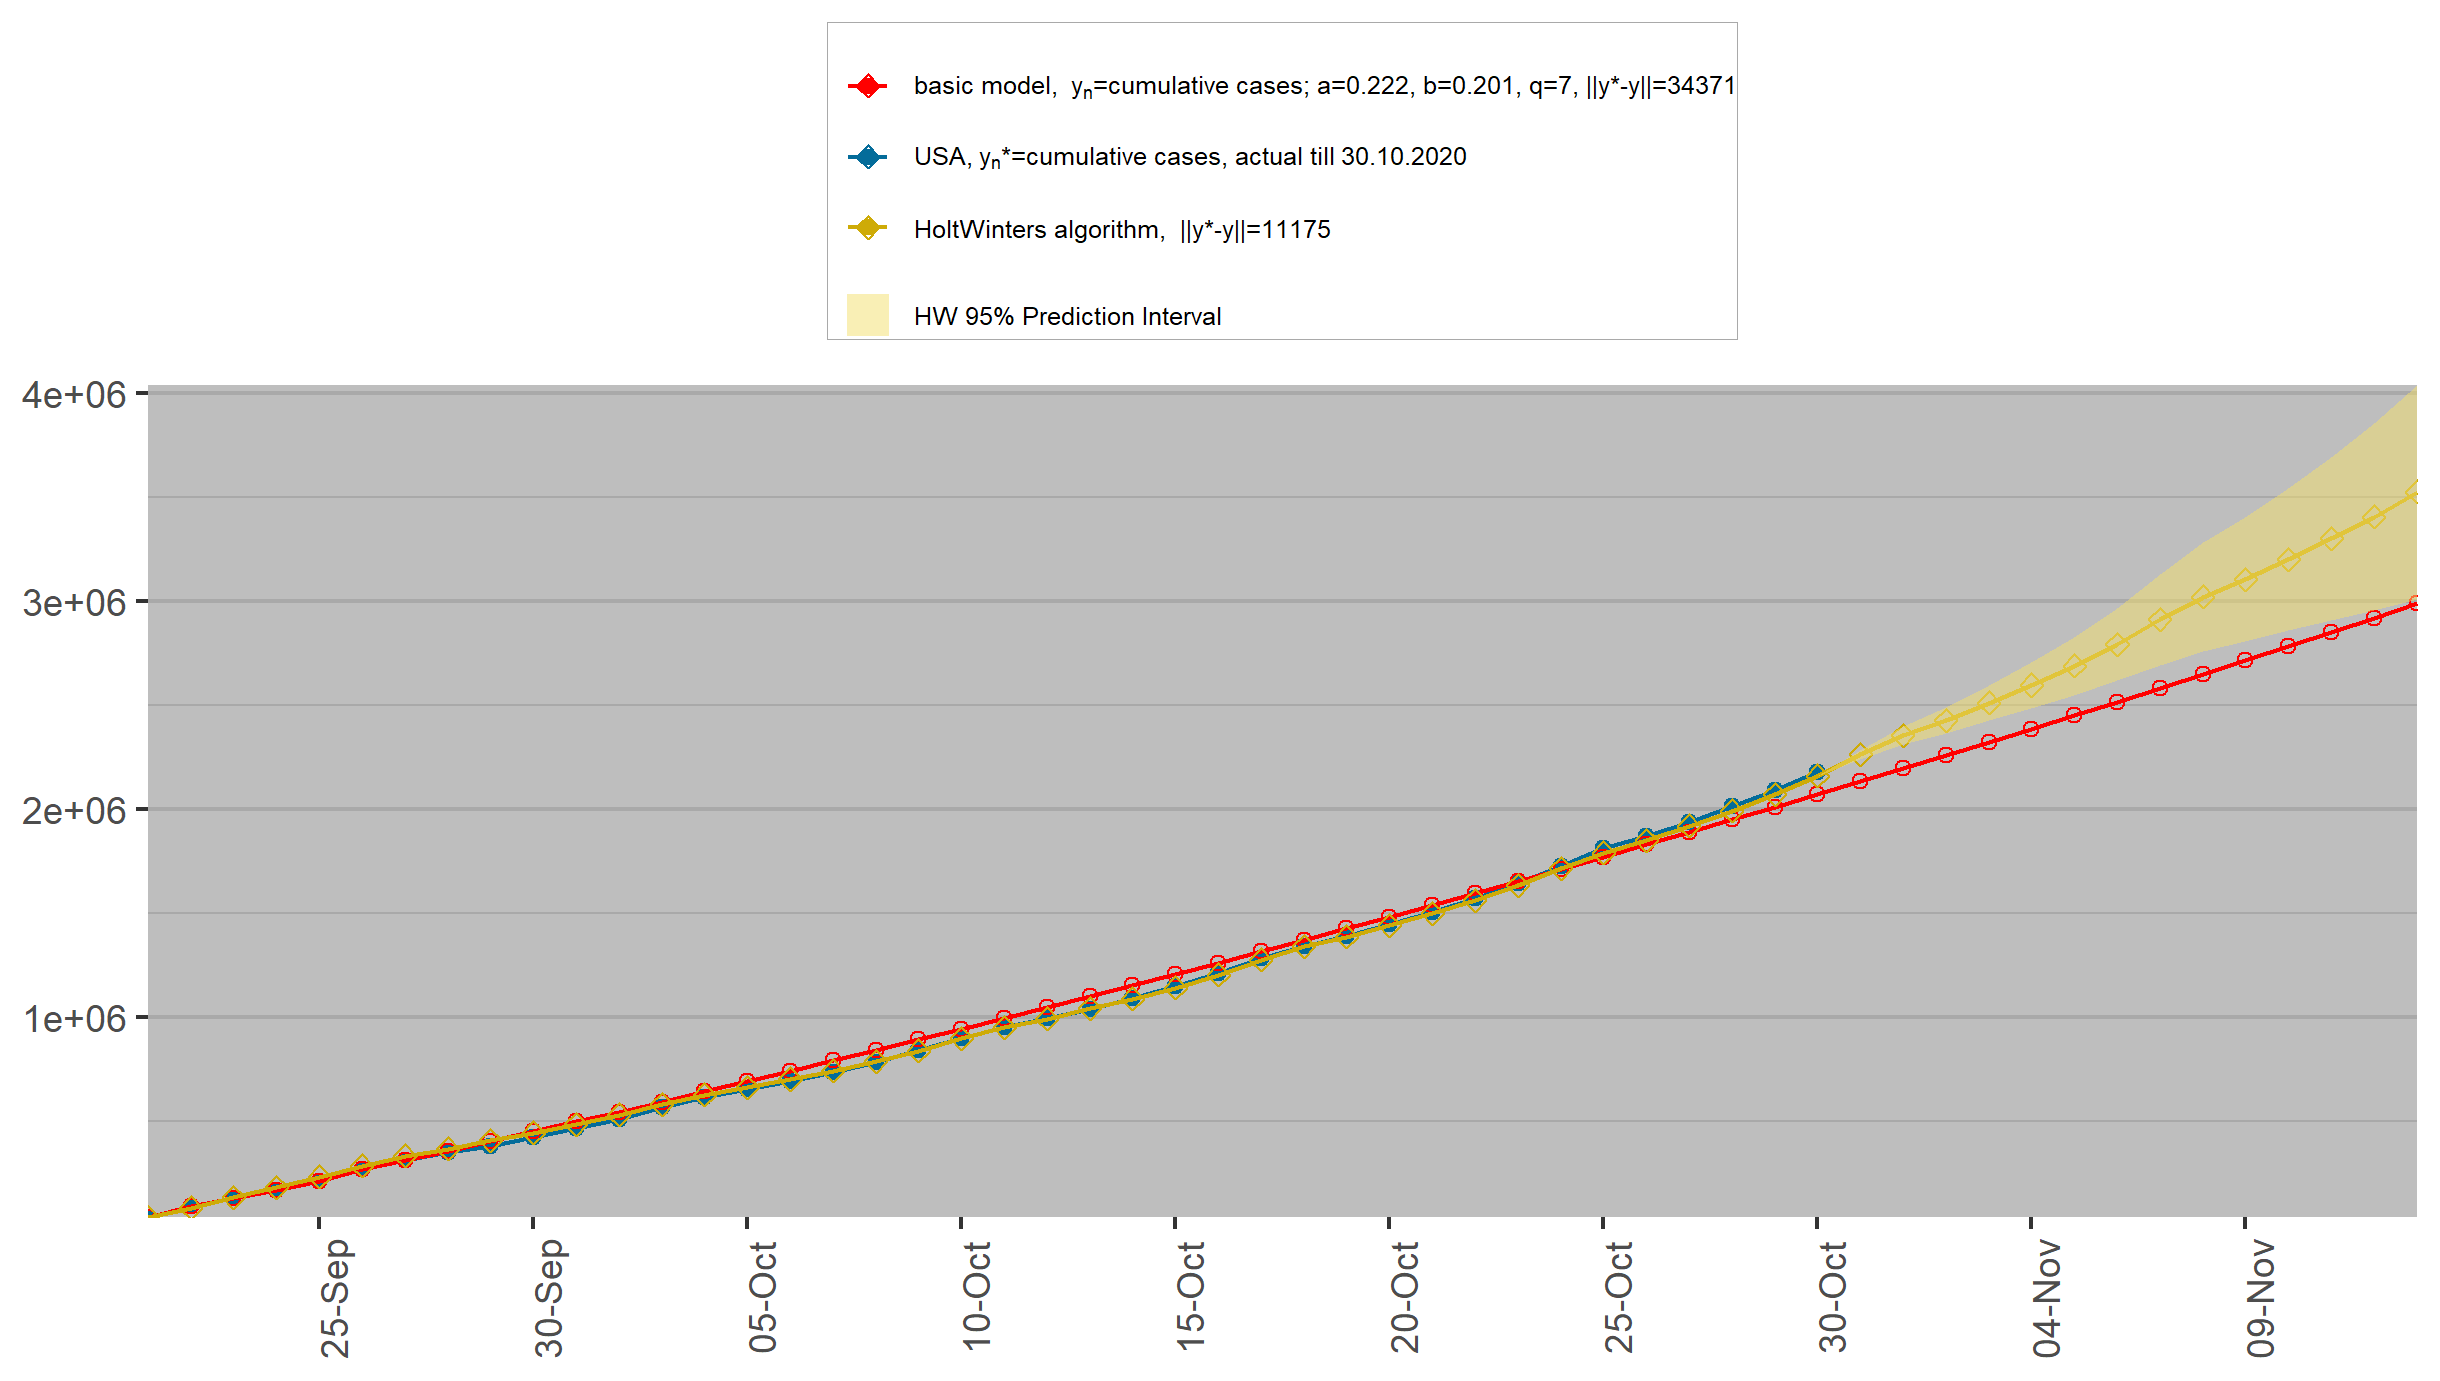 basic model,  yn=cumulative cases; a=0.222, b=0.201, q=7, ||y*-y||=34371
USA, yn*=cumulative cases, actual till 30.10.2020
HoltWinters algorithm,  ||y*-y||=11175
HW 95% Prediction Interval
4e+06
3e+06
2e+06
1e+06
25-Sep
30-Sep
05-Oct
10-Oct
15-Oct
20-Oct
25-Oct
30-Oct
04-Nov
09-Nov